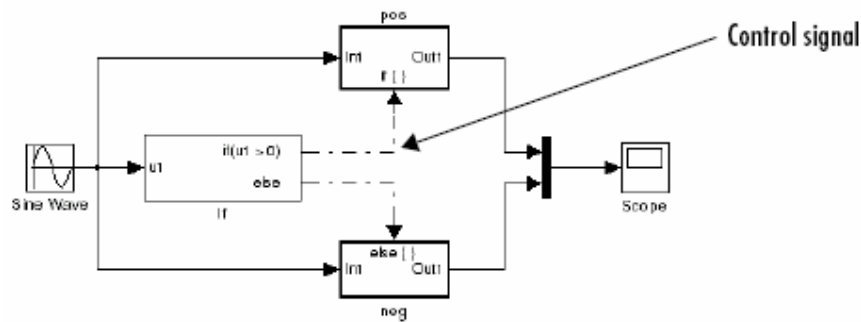 pos
Control signal
In1
Out1
if { }
if(u1 > 0)
u1
else
Sine Wave
If
Scope
else { }
In1
Out1
neg